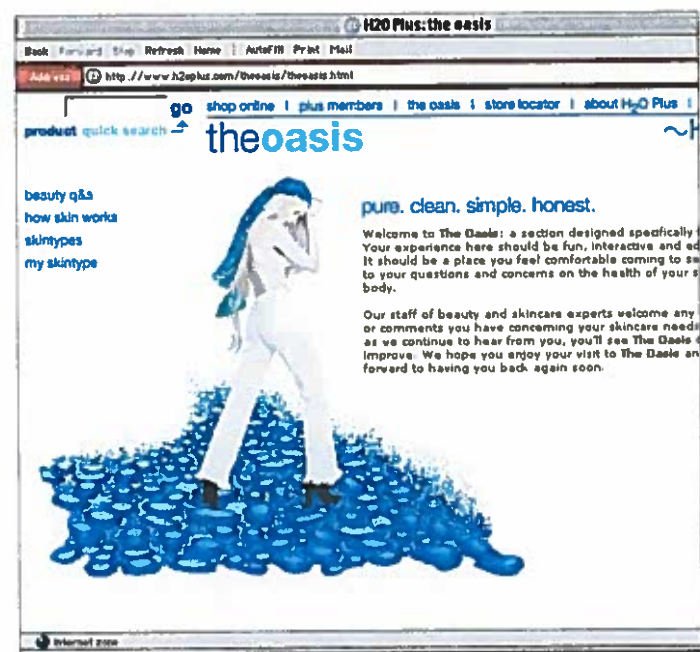 H2O Plus: the oasis
Back Forward Stop Refresh Home AutoFill Print Mail
Address http://www.h2oplus.com/theoasis/theoasis.html
go shop online | plus members | the oasis | store locator | about H2O Plus |
product quick search
theoasis ~H
beauty q&s
how skin works
skintypes
my skintype
pure. clean. simple. honest.
Welcome to The Oasis: a section designed specifically
Your experience here should be fun, interactive and ed
It should be a place you feel comfortable coming to se
to your questions and concerns on the health of your s
body.
Our staff of beauty and skincare experts welcome any
or comments you have concerning your skincare needs
as we continue to hear from you, you'll see The Oasis
improve. We hope you enjoy your visit to The Oasis an
forward to having you back again soon.
Internet zone